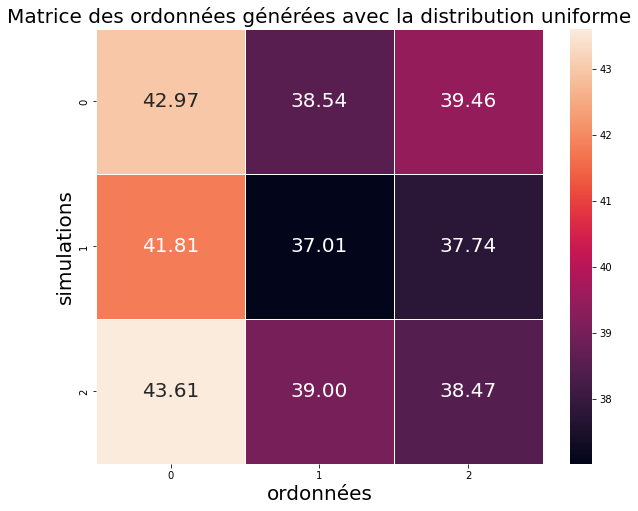 Matrice des ordonnées générées avec la distribution uniforme
0 42.97 38.54 39.46
1 41.81 37.01 37.74
2 43.61 39.00 38.47
0 1 2
simulations
ordonnées
43
42
41
40
39
38